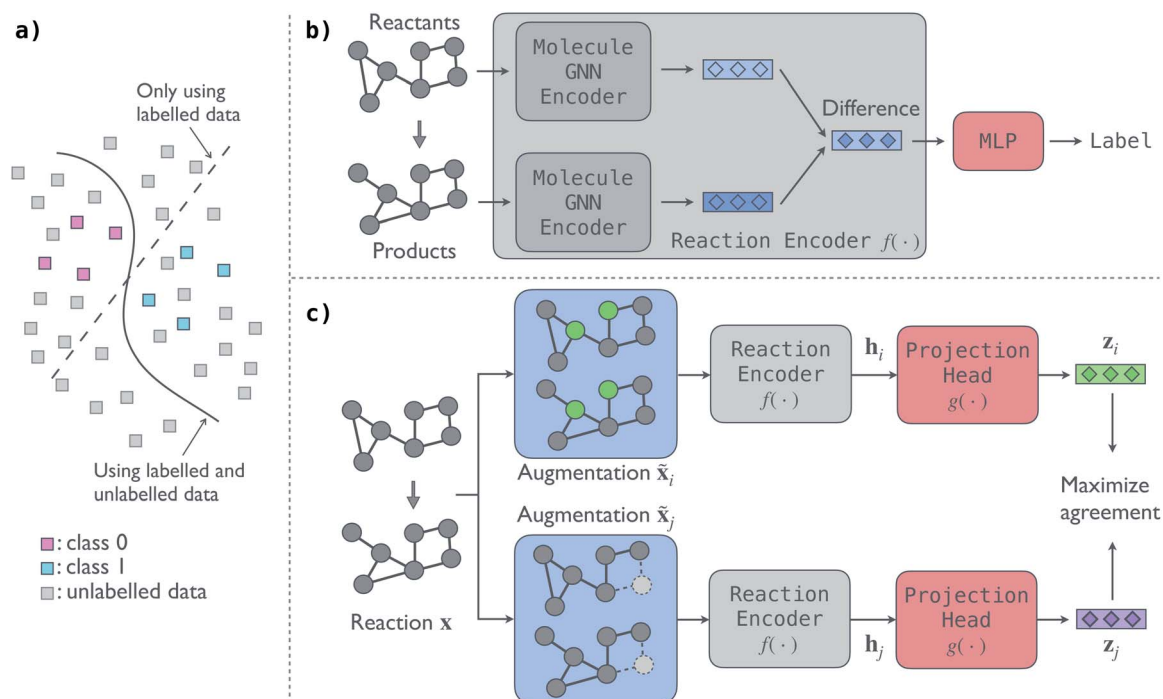 a)
Only using
labelled data
Using labelled and
unlabelled data
: class 0
: class 1
: unlabelled data
b)
Reactants
Products
Molecule
GNN
Encoder
Molecule
GNN
Encoder
Difference
Reaction Encoder f(·)
MLP
Label
c)
Reaction x
Augmentation x̃ᵢ
Augmentation x̃ⱼ
Reaction
Encoder
f(·)
hᵢ
Projection
Head
g(·)
zᵢ
Maximize
agreement
Reaction
Encoder
f(·)
hⱼ
Projection
Head
g(·)
zⱼ